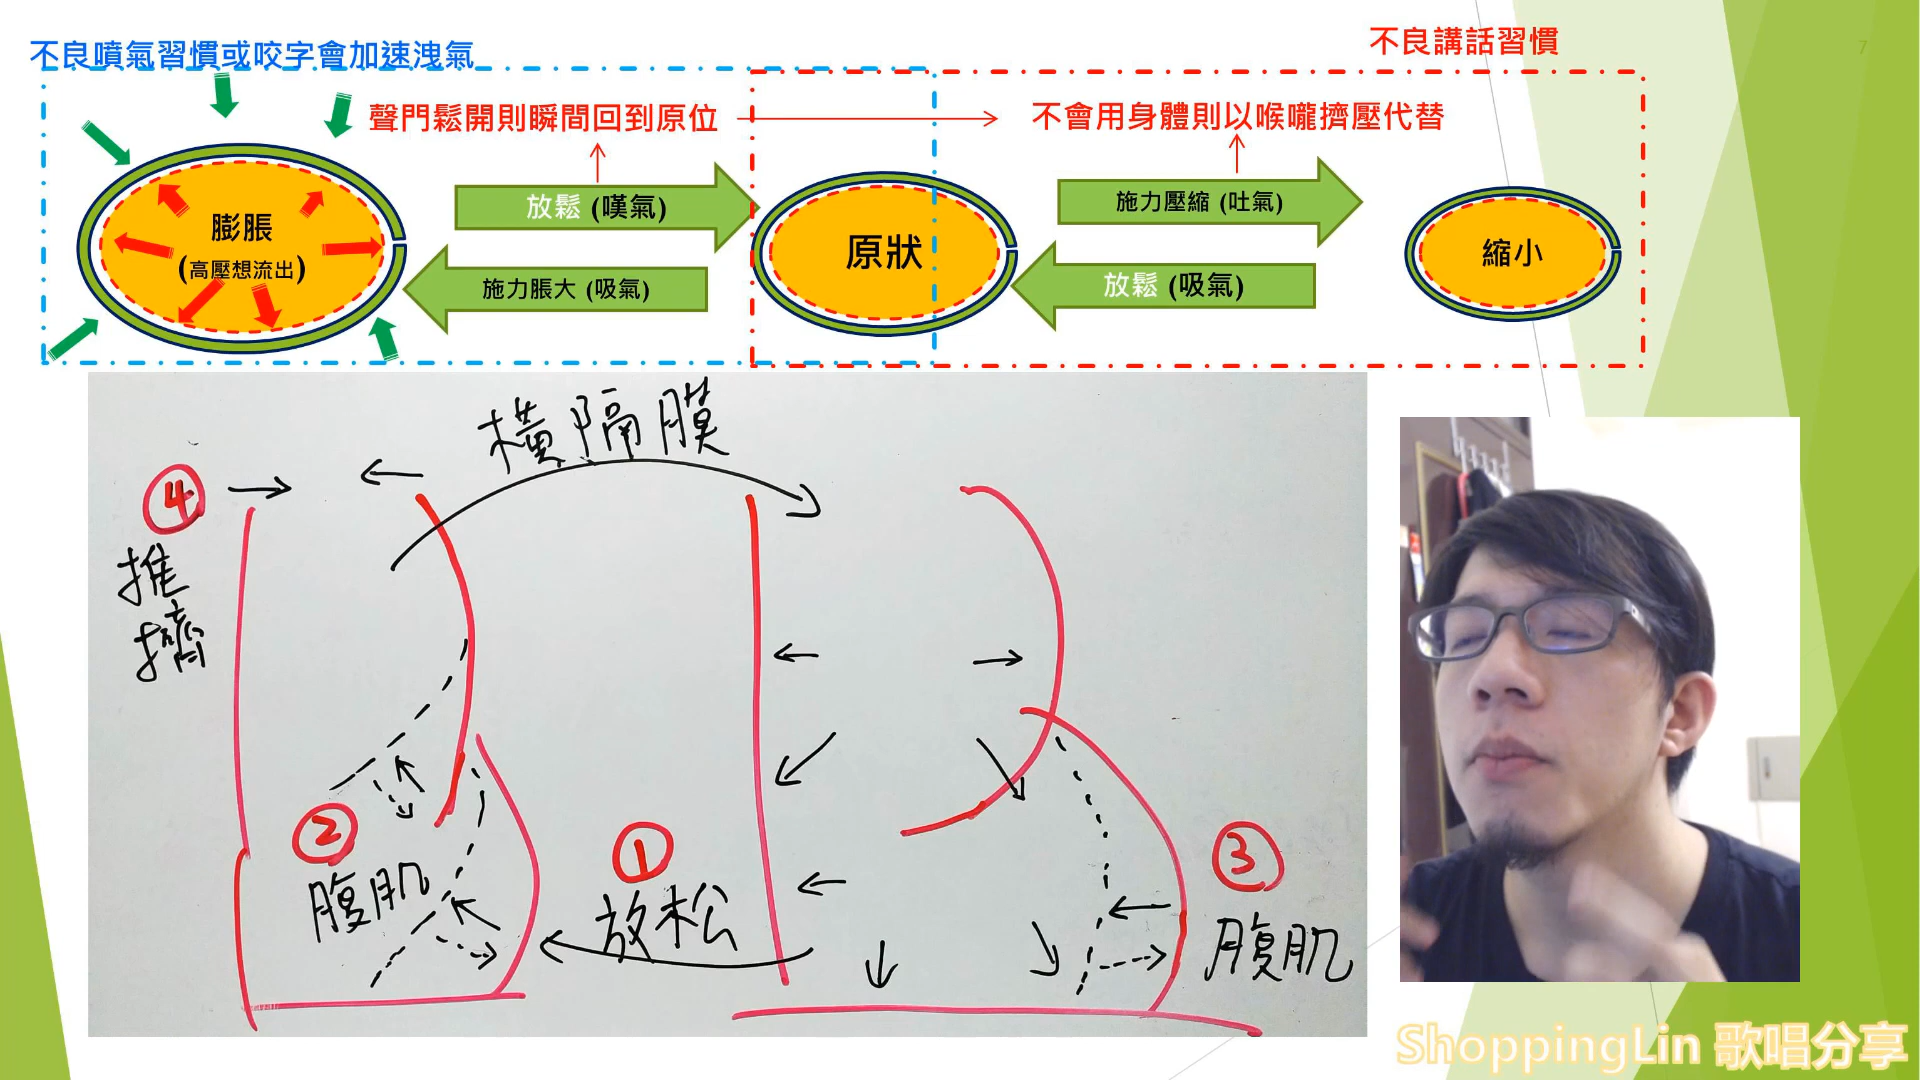 不良講話習慣
7
不良噴氣習慣或咬字會加速洩氣
聲門鬆開則瞬間回到原位
不會用身體則以喉嚨擠壓代替
放鬆 (嘆氣)
施力壓縮 (吐氣)
膨脹
(高壓想流出)
原狀
縮小
施力脹大 (吸氣)
放鬆 (吸氣)
橫隔膜
④
推
擠
②
腹肌
①
放松
③
腹肌
ShoppingLin 歌唱分享